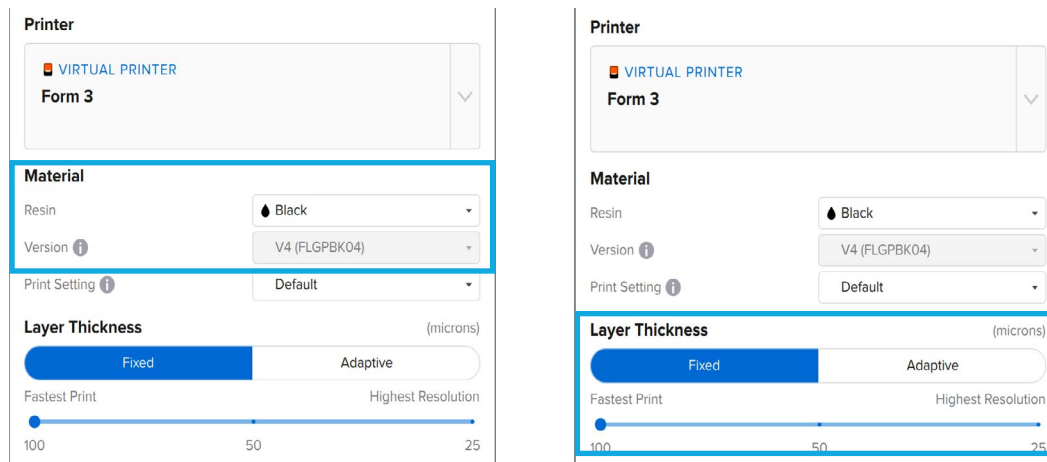 Printer
VIRTUAL PRINTER
Form 3
Material
Resin Black
Version V4 (FLGPBK04)
Print Setting Default
Layer Thickness (microns)
Fixed Adaptive
Fastest Print Highest Resolution
100 50 25
Printer
VIRTUAL PRINTER
Form 3
Material
Resin Black
Version V4 (FLGPBK04)
Print Setting Default
Layer Thickness (microns)
Fixed Adaptive
Fastest Print Highest Resolution
100 50 25